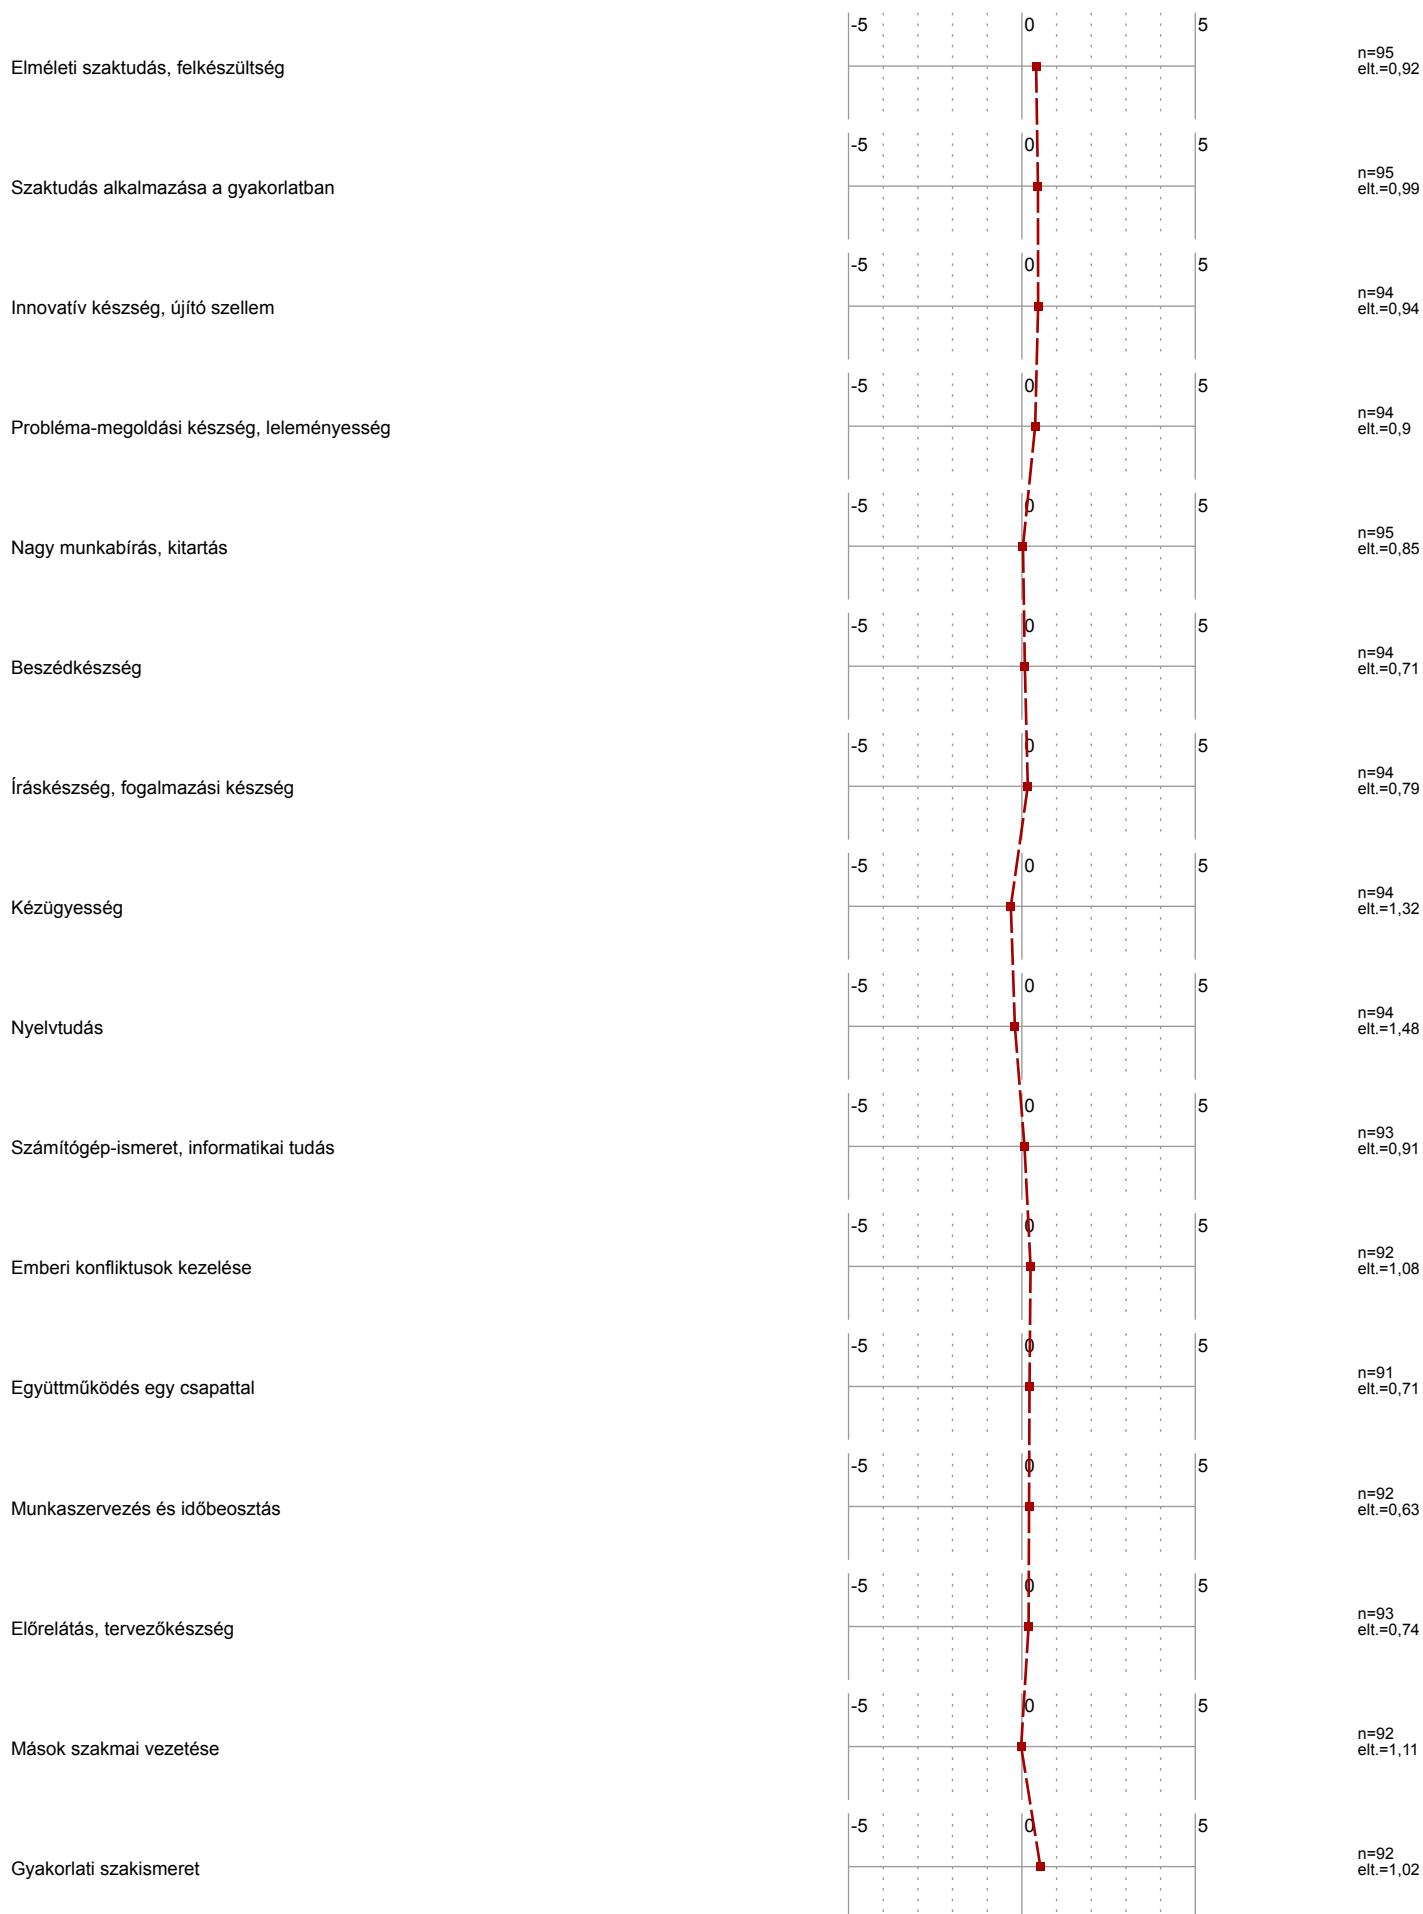 -5 0 5
Elméleti szaktudás, felkészültség
n=95
elt.=0,92
-5 0 5
Szaktudás alkalmazása a gyakorlatban
n=95
elt.=0,99
-5 0 5
Innovatív készség, újító szellem
n=94
elt.=0,94
-5 0 5
Probléma-megoldási készség, leleményesség
n=94
elt.=0,9
-5 0 5
Nagy munkabírás, kitartás
n=95
elt.=0,85
-5 0 5
Beszédkészség
n=94
elt.=0,71
-5 0 5
Íráskészség, fogalmazási készség
n=94
elt.=0,79
-5 0 5
Kézügyesség
n=94
elt.=1,32
-5 0 5
Nyelvtudás
n=94
elt.=1,48
-5 0 5
Számítógép-ismeret, informatikai tudás
n=93
elt.=0,91
-5 0 5
Emberi konfliktusok kezelése
n=92
elt.=1,08
-5 0 5
Együttműködés egy csapattal
n=91
elt.=0,71
-5 0 5
Munkaszervezés és időbeosztás
n=92
elt.=0,63
-5 0 5
Előrelátás, tervezőkészség
n=93
elt.=0,74
-5 0 5
Mások szakmai vezetése
n=92
elt.=1,11
-5 0 5
Gyakorlati szakismeret
n=92
elt.=1,02